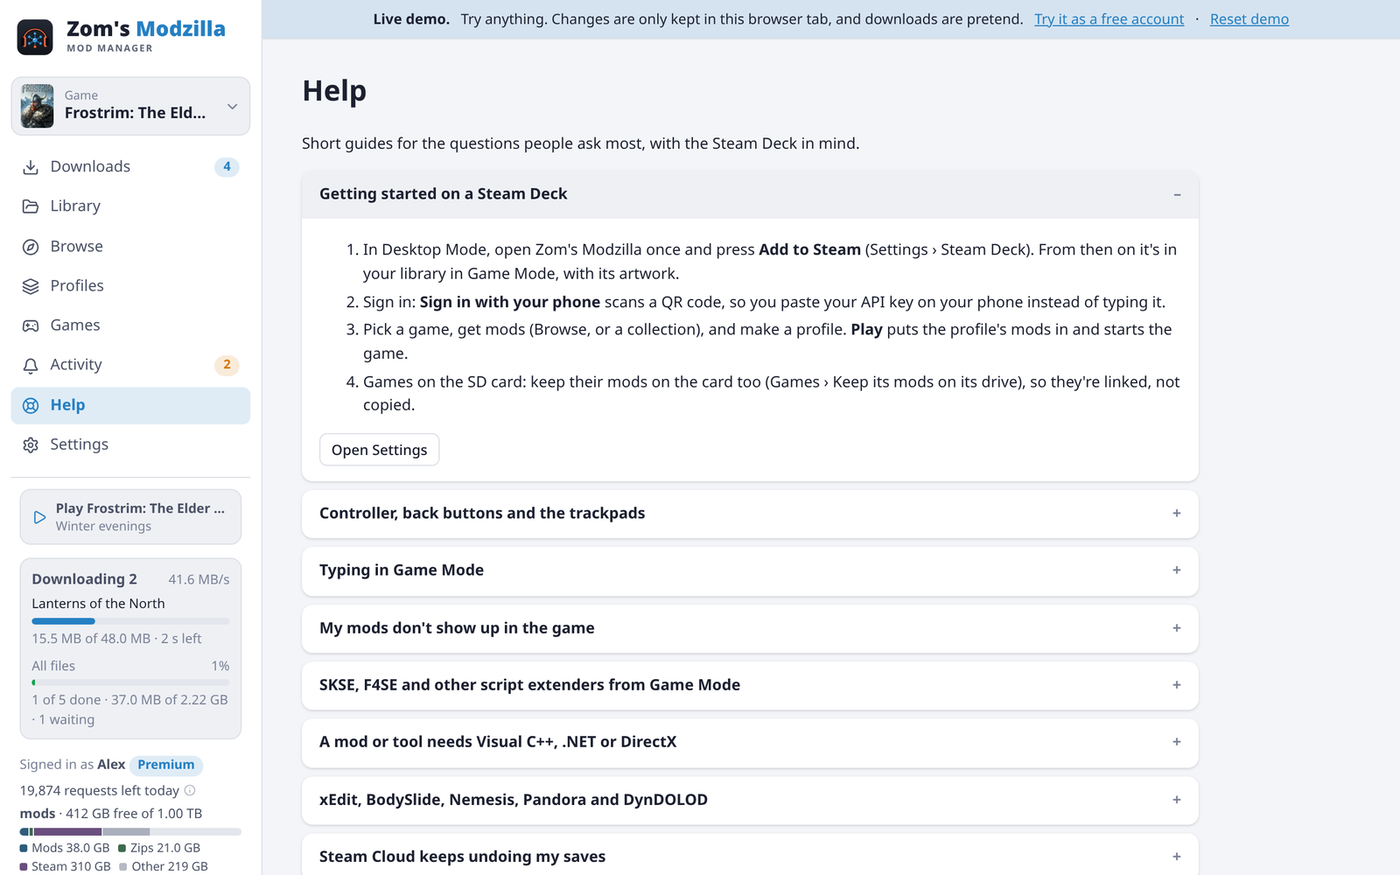 Zom's Modzilla
MOD MANAGER
Game
Frostrim: The Eld...
Downloads 4
Library
Browse
Profiles
Games
Activity 2
Help
Settings
Play Frostrim: The Elder ...
Winter evenings
Downloading 2 41.6 MB/s
Lanterns of the North
15.5 MB of 48.0 MB · 2 s left
All files 1%
1 of 5 done · 37.0 MB of 2.22 GB
· 1 waiting
Signed in as Alex Premium
19,874 requests left today
mods · 412 GB free of 1.00 TB
Mods 38.0 GB Zips 21.0 GB
Steam 310 GB Other 219 GB
Live demo. Try anything. Changes are only kept in this browser tab, and downloads are pretend. Try it as a free account · Reset demo
Help
Short guides for the questions people ask most, with the Steam Deck in mind.
Getting started on a Steam Deck –
1. In Desktop Mode, open Zom's Modzilla once and press Add to Steam (Settings › Steam Deck). From then on it's in
your library in Game Mode, with its artwork.
2. Sign in: Sign in with your phone scans a QR code, so you paste your API key on your phone instead of typing it.
3. Pick a game, get mods (Browse, or a collection), and make a profile. Play puts the profile's mods in and starts the
game.
4. Games on the SD card: keep their mods on the card too (Games › Keep its mods on its drive), so they're linked, not
copied.
Open Settings
Controller, back buttons and the trackpads +
Typing in Game Mode +
My mods don't show up in the game +
SKSE, F4SE and other script extenders from Game Mode +
A mod or tool needs Visual C++, .NET or DirectX +
xEdit, BodySlide, Nemesis, Pandora and DynDOLOD +
Steam Cloud keeps undoing my saves +